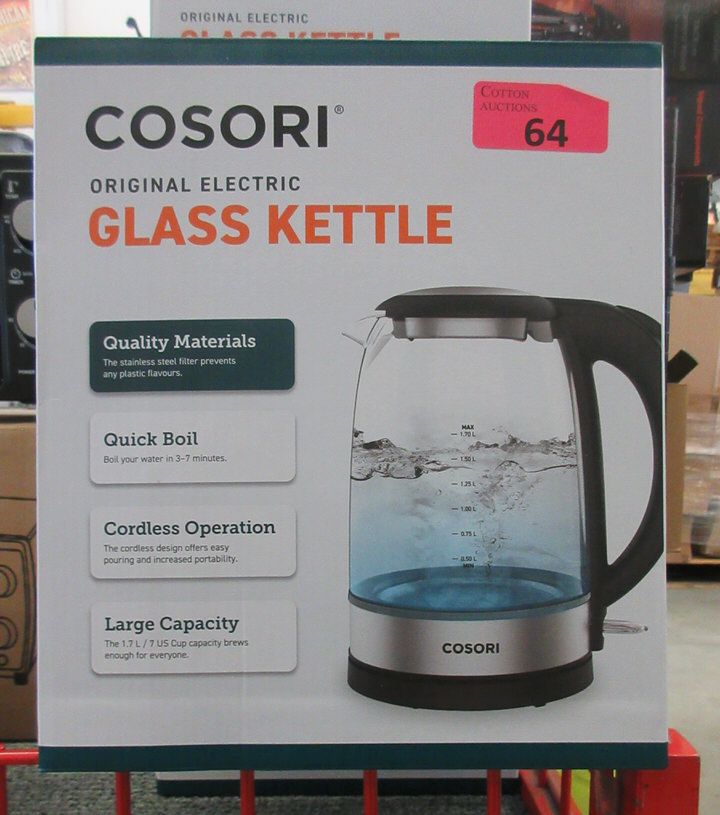 ORIGINAL ELECTRIC
GLASS KETTLE
COSORI®
COTTON
AUCTIONS
64
ORIGINAL ELECTRIC
GLASS KETTLE
Quality Materials
The stainless steel filter prevents
any plastic flavours.
Quick Boil
Boil your water in 3–7 minutes.
Cordless Operation
The cordless design offers easy
pouring and increased portability.
Large Capacity
The 1.7 L / 7 US Cup capacity brews
enough for everyone.
MAX
1.70 L
1.50 L
1.25 L
1.00 L
0.75 L
0.50 L
MIN
COSORI